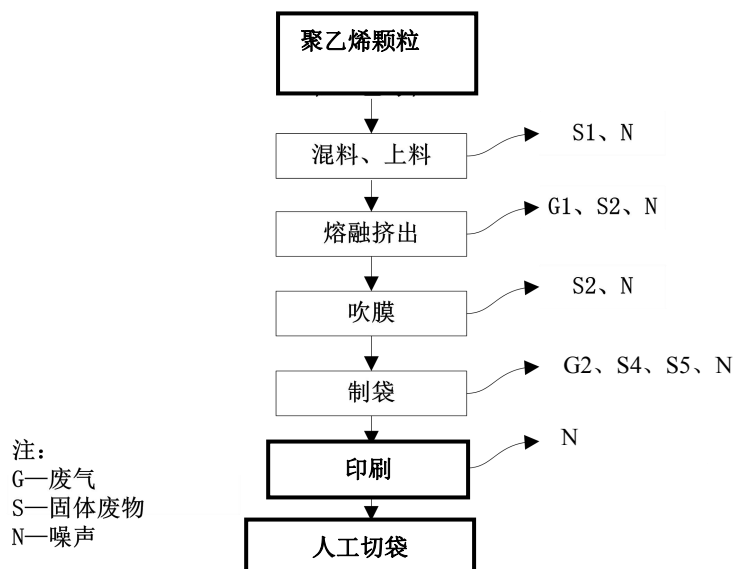 聚乙烯颗粒
混料、上料
S1、N
熔融挤出
G1、S2、N
吹膜
S2、N
制袋
G2、S4、S5、N
印刷
N
人工切袋
注：
G—废气
S—固体废物
N—噪声